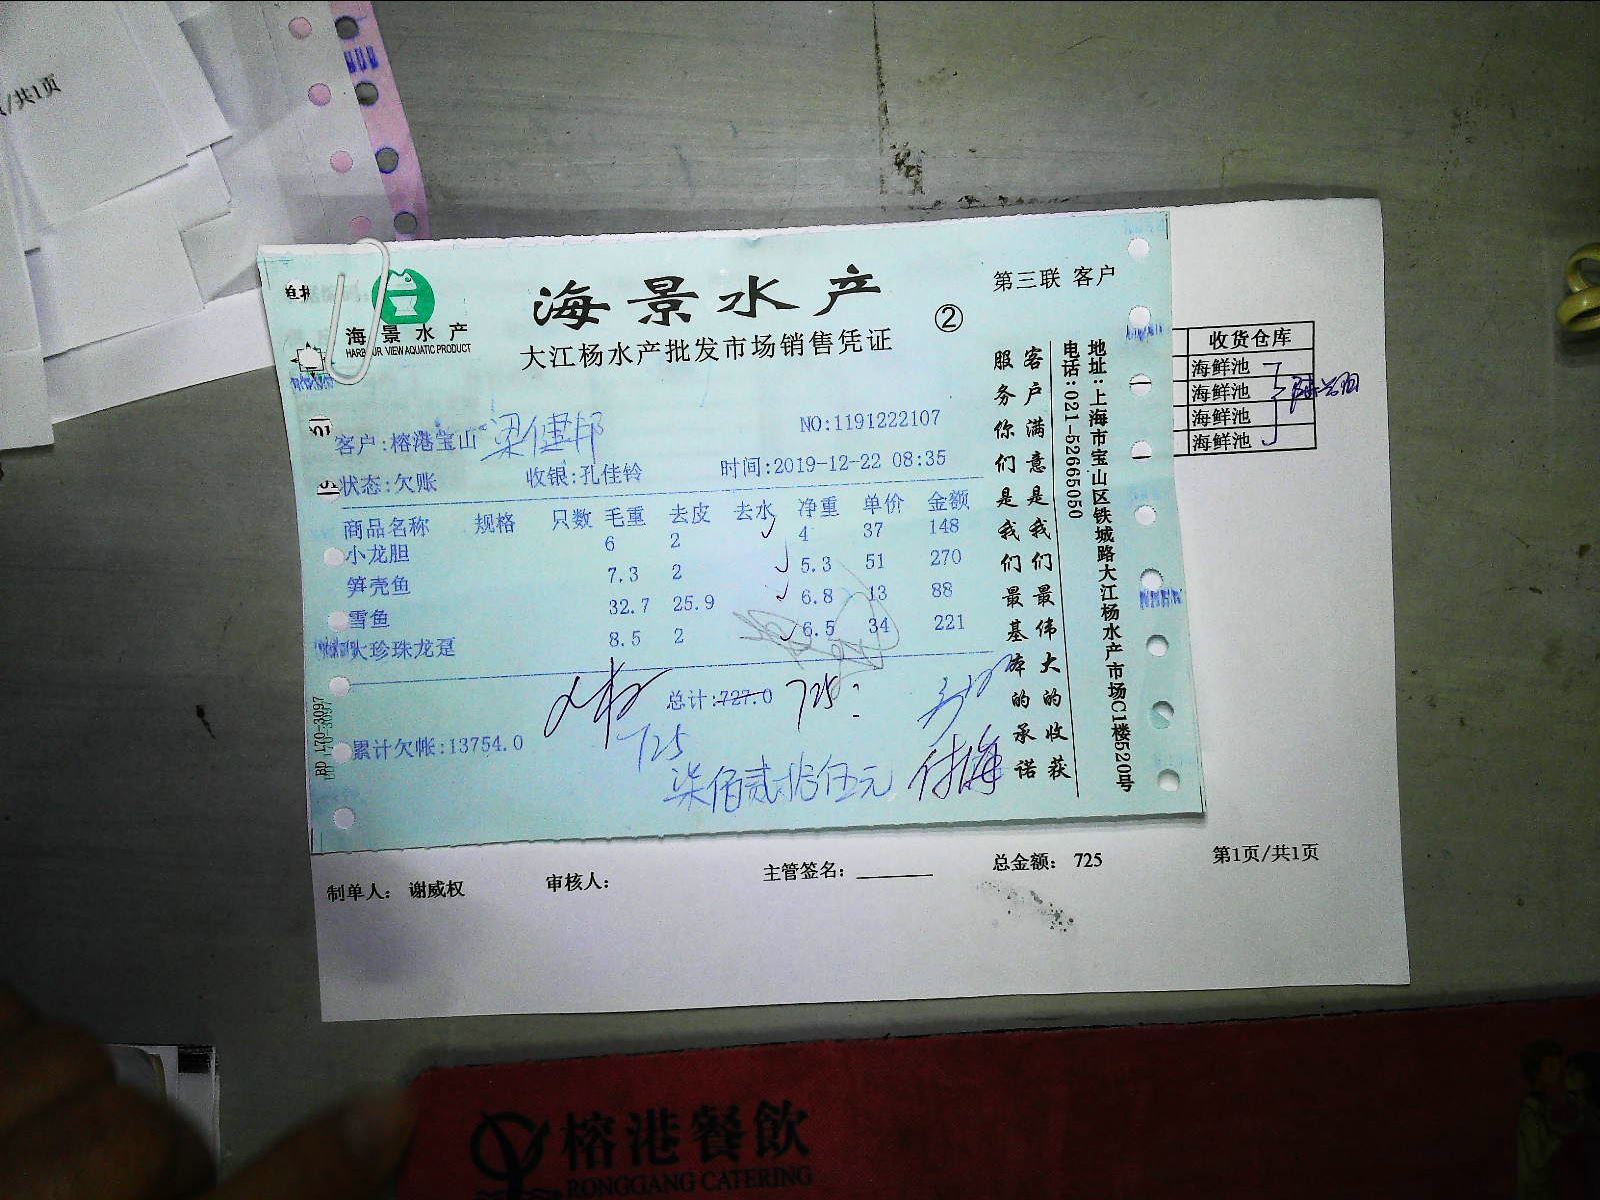 /共1页
海景水产
HARBOUR VIEW AQUATIC PRODUCT
海景水产
大江杨水产批发市场销售凭证
②
第三联 客户
客户:榕港宝山 梁健邦
NO:1191222107
状态:欠账 收银:孔佳铃 时间:2019-12-22 08:35
商品名称 规格 只数 毛重 去皮 去水 净重 单价 金额
小龙胆 6 2 4 37 148
笋壳鱼 7.3 2 5.3 51 270
雪鱼 32.7 25.9 6.8 13 88
大珍珠龙趸 8.5 2 6.5 34 221
总计:727.0 725
累计欠帐:13754.0
725
柒佰贰拾伍元
客户满意是我们最伟大的收获
服务你们是我们最基本的承诺
地址:上海市宝山区铁城路大江杨水产市场C1楼520号
电话:021-52665050
BD 170-3097
收货仓库
海鲜池
海鲜池
海鲜池
海鲜池
制单人: 谢威权 审核人: 主管签名: 总金额: 725 第1页/共1页
榕港餐飲
RONGGANG CATERING